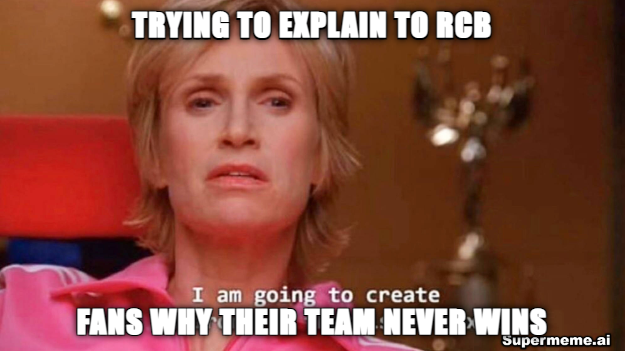 TRYING TO EXPLAIN TO RCB
I am going to create
FANS WHY THEIR TEAM NEVER WINS
Supermeme.ai